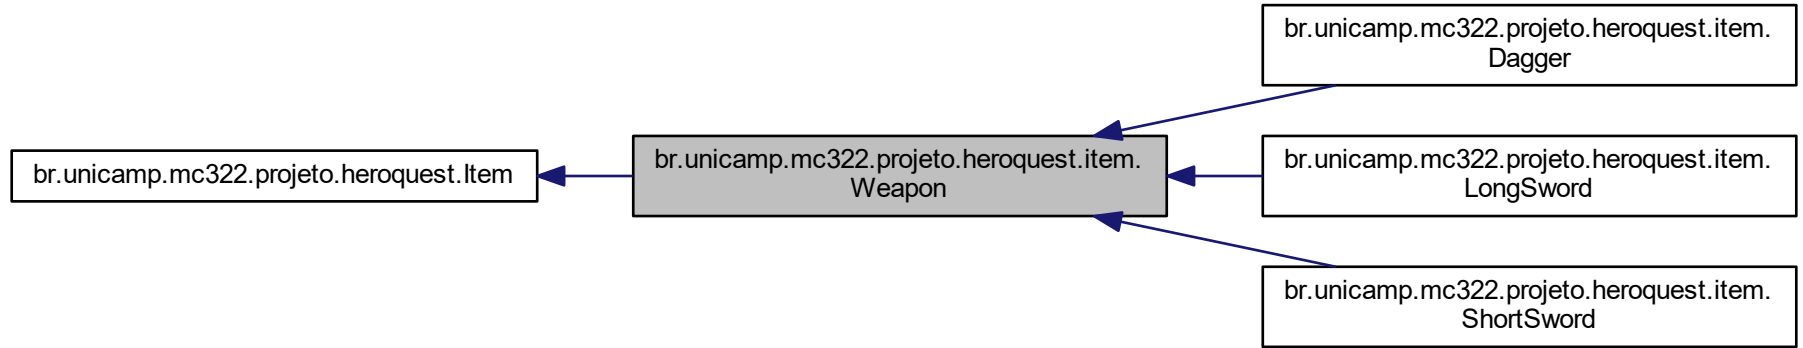 br.unicamp.mc322.projeto.heroquest.Item
br.unicamp.mc322.projeto.heroquest.item.
Weapon
br.unicamp.mc322.projeto.heroquest.item.
Dagger
br.unicamp.mc322.projeto.heroquest.item.
LongSword
br.unicamp.mc322.projeto.heroquest.item.
ShortSword